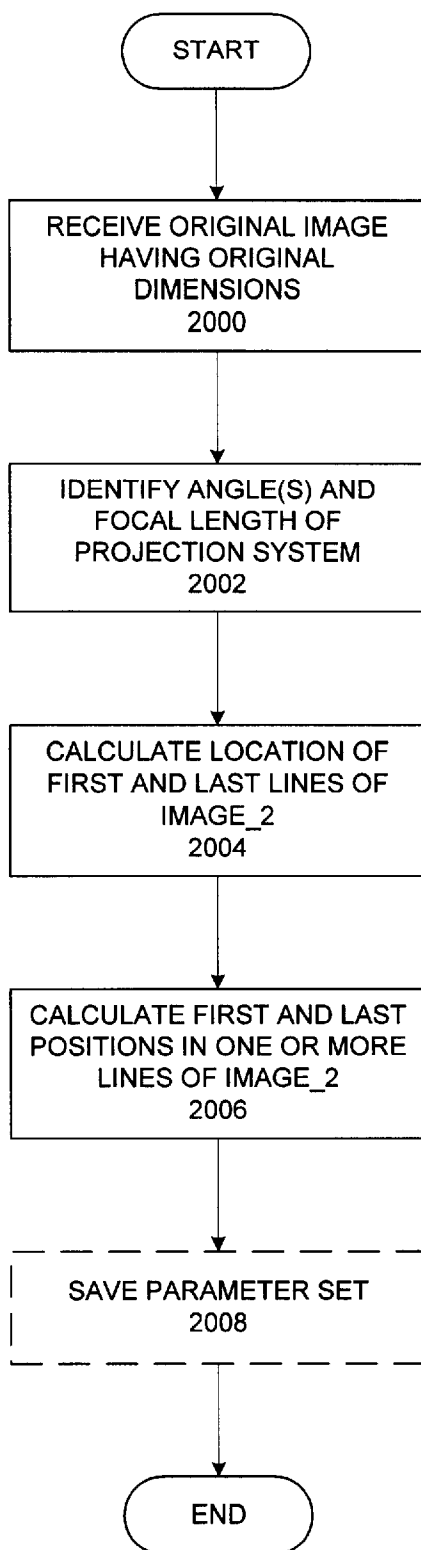 START
RECEIVE ORIGINAL IMAGE
HAVING ORIGINAL
DIMENSIONS
2000
IDENTIFY ANGLE(S) AND
FOCAL LENGTH OF
PROJECTION SYSTEM
2002
CALCULATE LOCATION OF
FIRST AND LAST LINES OF
IMAGE_2
2004
CALCULATE FIRST AND LAST
POSITIONS IN ONE OR MORE
LINES OF IMAGE_2
2006
SAVE PARAMETER SET
2008
END